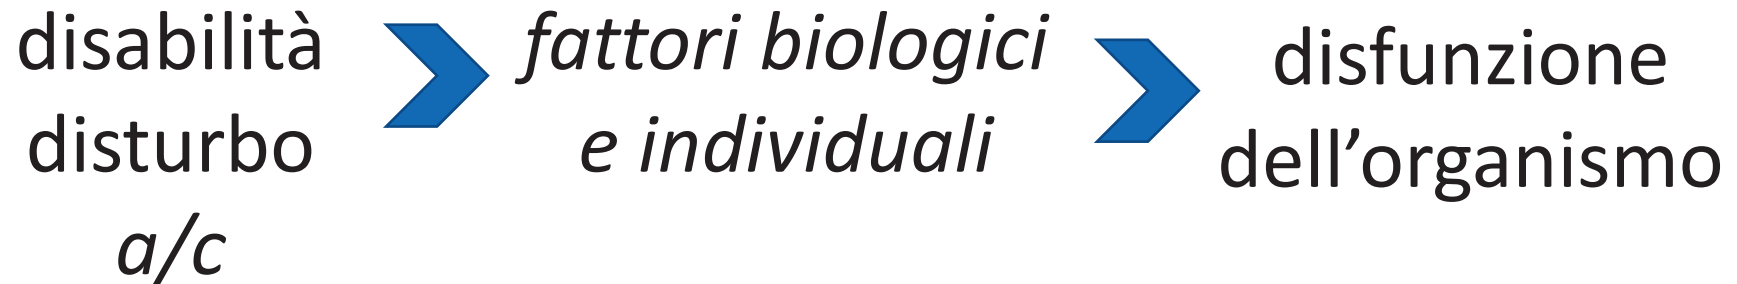 disabilità
disturbo
a/c
fattori biologici
e individuali
disfunzione
dell’organismo